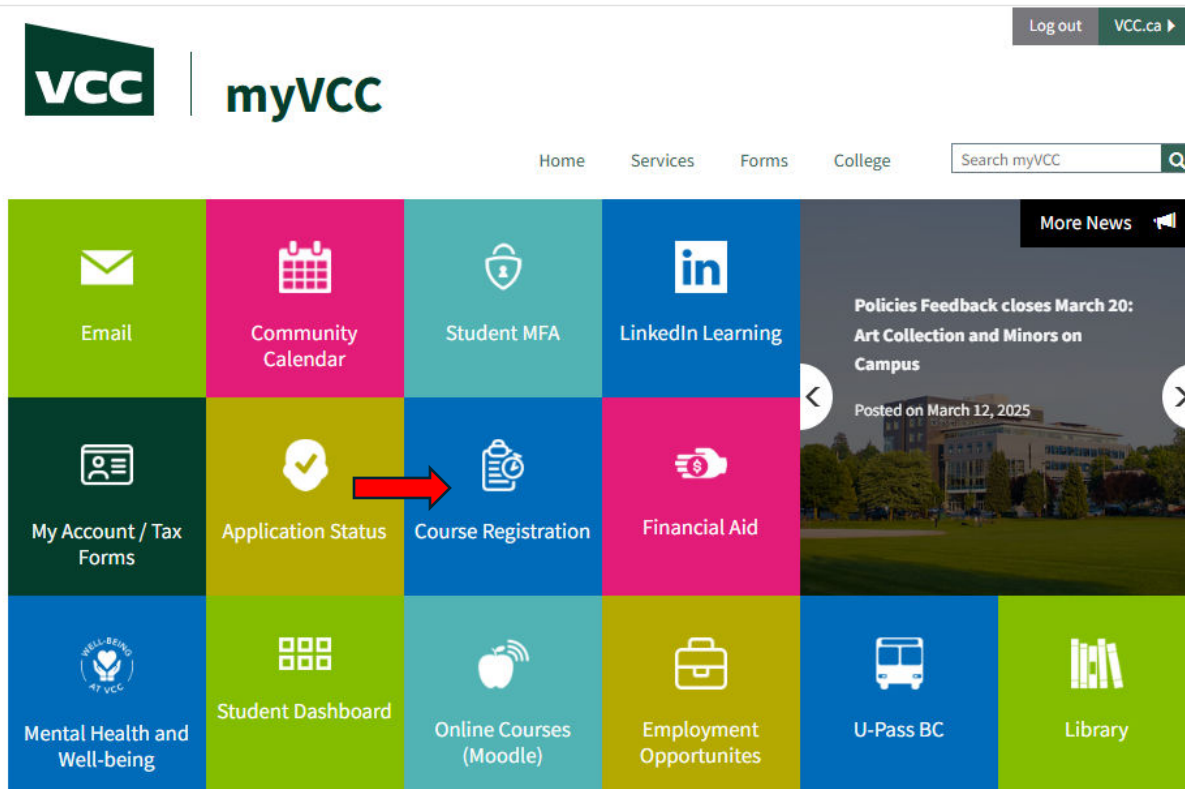 Log out
VCC.ca
VCC
myVCC
Home
Services
Forms
College
Search myVCC
Email
Community
Calendar
Student MFA
LinkedIn Learning
in
More News
Policies Feedback closes March 20:
Art Collection and Minors on
Campus
Posted on March 12, 2025
My Account / Tax
Forms
Application Status
Course Registration
Financial Aid
WELL-BEING
AT VCC
Mental Health and
Well-being
Student Dashboard
Online Courses
(Moodle)
Employment
Opportunites
U-Pass BC
Library